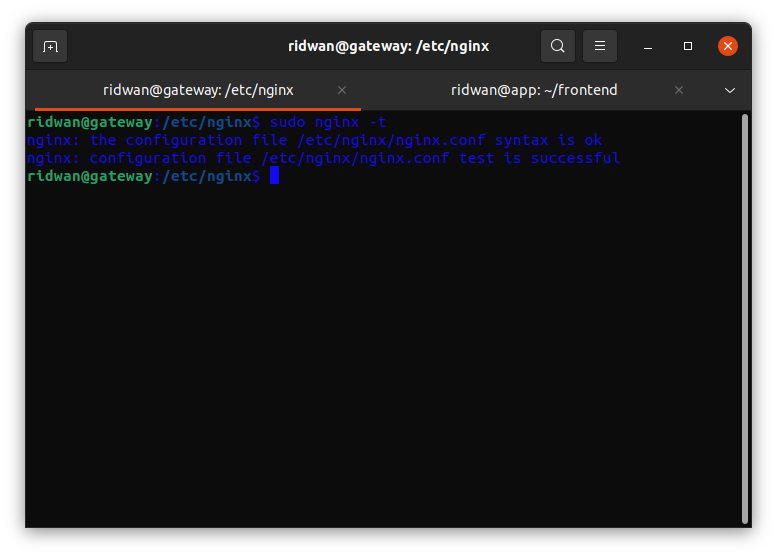 ridwan@gateway: /etc/nginx
ridwan@gateway: /etc/nginx
ridwan@app: ~/frontend
ridwan@gateway:/etc/nginx$ sudo nginx -t
nginx: the configuration file /etc/nginx/nginx.conf syntax is ok
nginx: configuration file /etc/nginx/nginx.conf test is successful
ridwan@gateway:/etc/nginx$